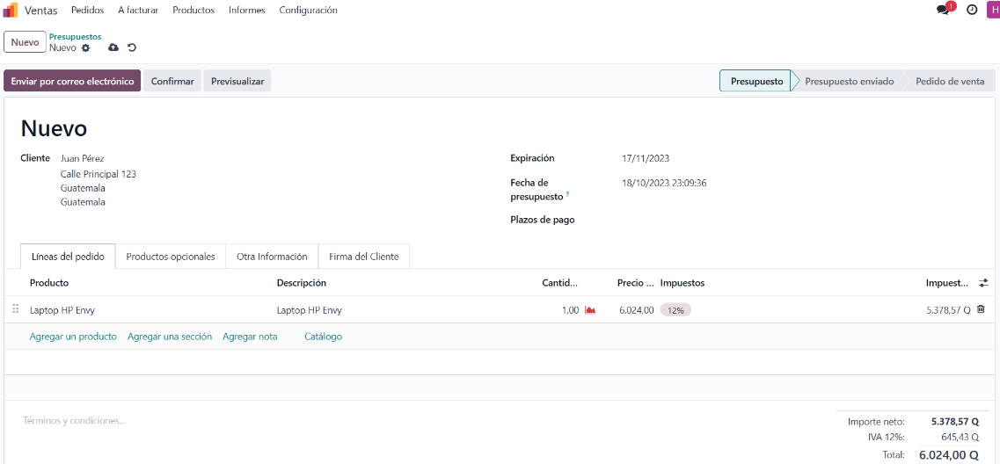 Ventas Pedidos A facturar Productos Informes Configuración 1 H
Nuevo Presupuestos
Nuevo
Enviar por correo electrónico Confirmar Previsualizar Presupuesto Presupuesto enviado Pedido de venta
Nuevo
Cliente Juan Pérez Expiración 17/11/2023
Calle Principal 123
Guatemala Fecha de presupuesto ? 18/10/2023 23:09:36
Guatemala
Plazos de pago
Líneas del pedido Productos opcionales Otra Información Firma del Cliente
Producto Descripción Cantid... Precio ... Impuestos Impuest...
Laptop HP Envy Laptop HP Envy 1,00 6.024,00 12% 5.378,57 Q
Agregar un producto Agregar una sección Agregar nota Catálogo
Términos y condiciones... Importe neto: 5.378,57 Q
IVA 12%: 645,43 Q
Total: 6.024,00 Q